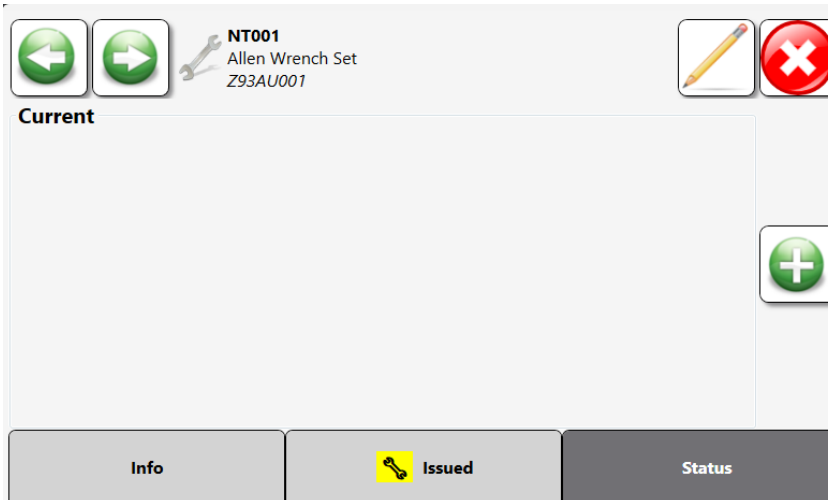 NT001
Allen Wrench Set
Z93AU001
Current
Info
Issued
Status